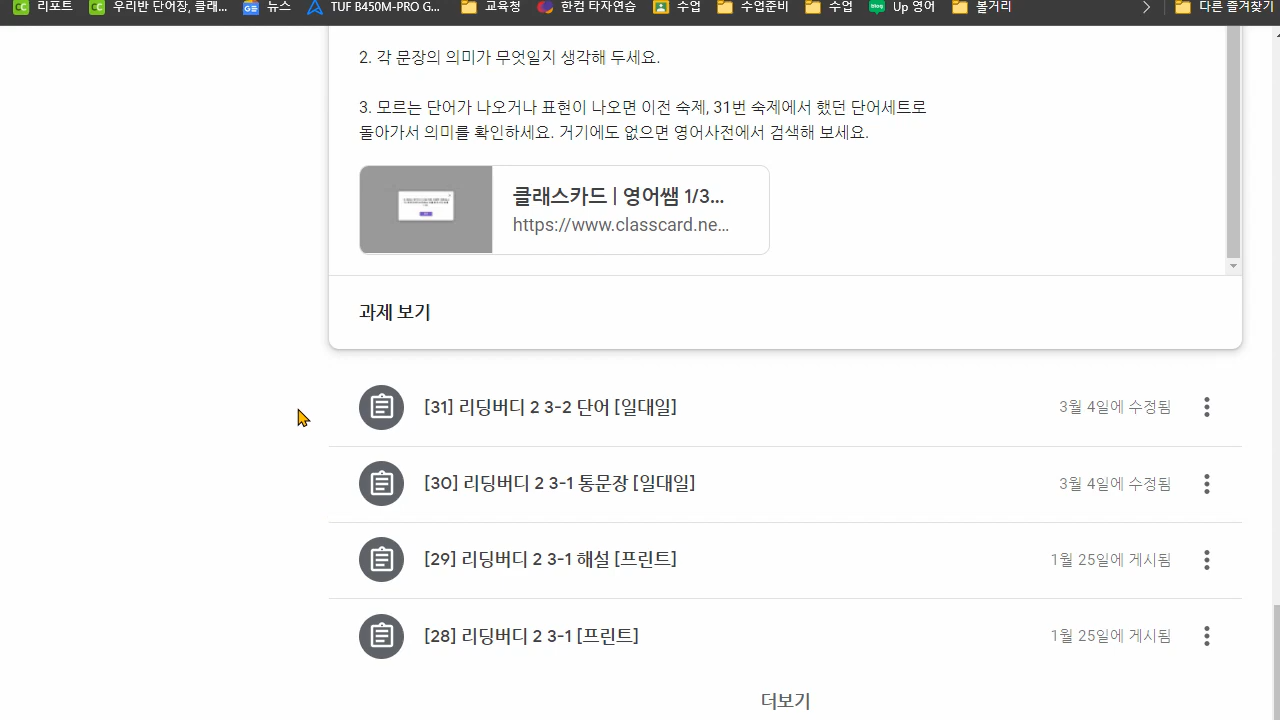 리포트 우리반 단어장, 클래... 뉴스 TUF B450M-PRO G... 교육청 한컴 타자연습 수업 수업준비 수업 Up 영어 볼거리 다른 즐겨찾기
2. 각 문장의 의미가 무엇일지 생각해 두세요.
3. 모르는 단어가 나오거나 표현이 나오면 이전 숙제, 31번 숙제에서 했던 단어세트로
돌아가서 의미를 확인하세요. 거기에도 없으면 영어사전에서 검색해 보세요.
클래스카드 | 영어쌤 1/3...
https://www.classcard.ne...
과제 보기
[31] 리딩버디 2 3-2 단어 [일대일] 3월 4일에 수정됨
[30] 리딩버디 2 3-1 통문장 [일대일] 3월 4일에 수정됨
[29] 리딩버디 2 3-1 해설 [프린트] 1월 25일에 게시됨
[28] 리딩버디 2 3-1 [프린트] 1월 25일에 게시됨
더보기